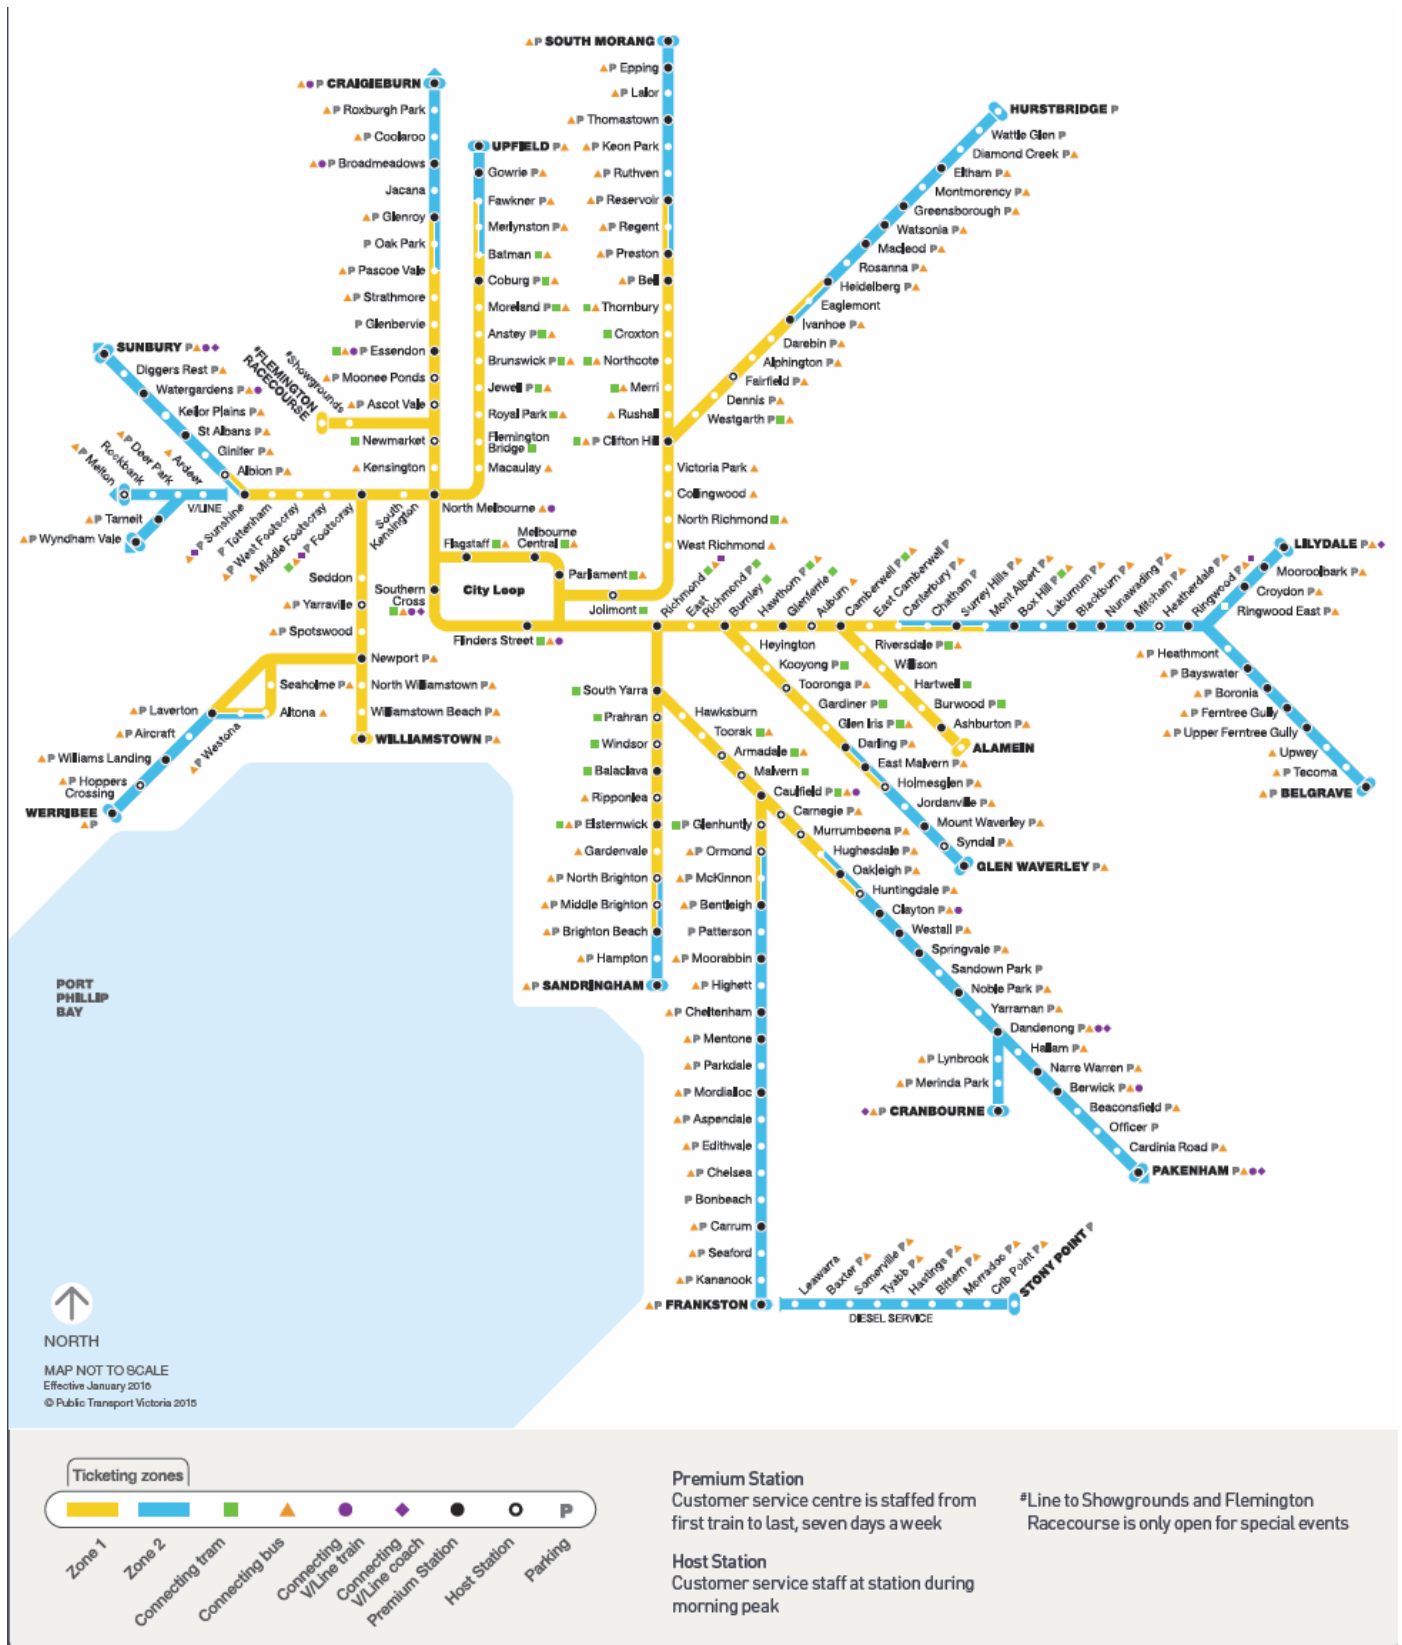 P SOUTH MORANG
P Epping
P Lalor
P Thomastown
P Keon Park
P Ruthven
P Reservoir
P Regent
P Preston
P Bell
Thornbury
Croxton
Northcote
Merri
Rushall
P Clifton Hill
Victoria Park
Collingwood
North Richmond
West Richmond
P CRAIGIEBURN
P Roxburgh Park
P Coolaroo
P Broadmeadows
Jacana
P Glenroy
P Oak Park
P Pascoe Vale
P Strathmore
P Glenbervie
P Essendon
P Moonee Ponds
P Ascot Vale
Newmarket
Kensington
UPFIELD P
Gowrie P
Fawkner P
Merlynston P
Batman
Coburg P
Moreland P
Anstey P
Brunswick P
Jewell P
Royal Park
Flemington
Bridge
Macaulay
North Melbourne
HURSTBRIDGE P
Wattle Glen P
Diamond Creek P
Eltham P
Montmorency P
Greensborough P
Watsonia P
Macleod P
Rosanna P
Heidelberg P
Eaglemont
Ivanhoe P
Darebin P
Alphington P
Fairfield P
Dennis P
Westgarth P
#Showgrounds
#FLEMINGTON
RACECOURSE
SUNBURY P
Diggers Rest P
Watergardens P
Keilor Plains P
St Albans P
Ginifer P
Albion P
P Melton
Rockbank
P Deer Park
Ardeer
V/LINE
P Tarneit
P Wyndham Vale
P Sunshine
P Tottenham
P West Footscray
Middle Footscray
P Footscray
South
Kensington
Seddon
P Yarraville
P Spotswood
Newport P
Seaholme P
Altona
North Williamstown P
Williamstown Beach P
WILLIAMSTOWN P
P Laverton
P Westona
P Aircraft
P Williams Landing
P Hoppers
Crossing
WERRIBEE
P
Flagstaff
Melbourne
Central
Parliament
Southern
Cross
City Loop
Jolimont
Flinders Street
Richmond
East
Richmond P
Burnley
Hawthorn P
Glenferrie
Auburn
Camberwell P
East Camberwell P
Canterbury P
Chatham P
Surrey Hills P
Mont Albert P
Box Hill P
Laburnum P
Blackburn P
Nunawading P
Mitcham P
Heatherdale P
Ringwood P
LILYDALE P
Mooroolbark P
Croydon P
Ringwood East P
P Heathmont
P Bayswater
P Boronia
P Ferntree Gully
P Upper Ferntree Gully
Upwey
P Tecoma
P BELGRAVE
Riversdale P
Willison
Hartwell
Burwood P
Ashburton P
ALAMEIN
Heyington
Kooyong P
Tooronga P
Gardiner P
Glen Iris P
Darling P
East Malvern P
Holmesglen P
Jordanville P
Mount Waverley P
Syndal P
GLEN WAVERLEY P
South Yarra
Prahran
Windsor
Balaclava
Ripponlea
P Elsternwick
Gardenvale
P North Brighton
P Middle Brighton
P Brighton Beach
P Hampton
P SANDRINGHAM
Hawksburn
Toorak
Armadale
Malvern
Caulfield P
Carnegie P
Murrumbeena P
Hughesdale P
Oakleigh P
Huntingdale P
Clayton P
Westall P
Springvale P
Sandown Park P
Noble Park P
Yarraman P
Dandenong P
Hallam P
Narre Warren P
Berwick P
Beaconsfield P
Officer P
Cardinia Road P
PAKENHAM P
P Lynbrook
P Merinda Park
P CRANBOURNE
P Glenhuntly
P Ormond
P McKinnon
P Bentleigh
P Patterson
P Moorabbin
P Highett
P Cheltenham
P Mentone
P Parkdale
P Mordialloc
P Aspendale
P Edithvale
P Chelsea
P Bonbeach
P Carrum
P Seaford
P Kananook
P FRANKSTON
Leawarra
Baxter P
Somerville P
Tyabb P
Hastings P
Bittern P
Morradoo P
Crib Point P
STONY POINT P
DIESEL SERVICE
PORT
PHILLIP
BAY
NORTH
MAP NOT TO SCALE
Effective January 2016
© Public Transport Victoria 2015
Ticketing zones
P
Zone 1
Zone 2
Connecting tram
Connecting bus
Connecting
V/Line train
Connecting
V/Line coach
Premium Station
Host Station
Parking
Premium Station
Customer service centre is staffed from
first train to last, seven days a week
Host Station
Customer service staff at station during
morning peak
#Line to Showgrounds and Flemington
Racecourse is only open for special events